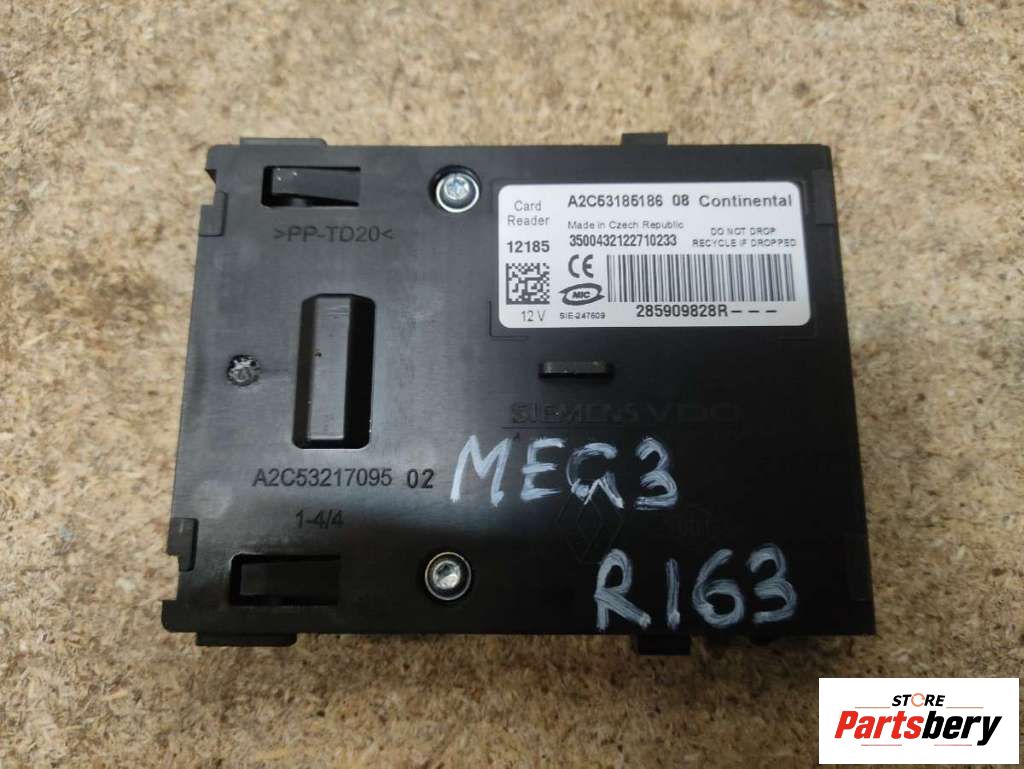 Card
Reader
A2C53185186 08 Continental
Made in Czech Republic
DO NOT DROP
RECYCLE IF DROPPED
12185
3500432122710233
CE
MIC
12 V
SIE-247609
285909828R---
>PP-TD20<
SIEMENS VDO
A2C53217095 02
1-4/4
MEG3
R163
STORE
Partsbery